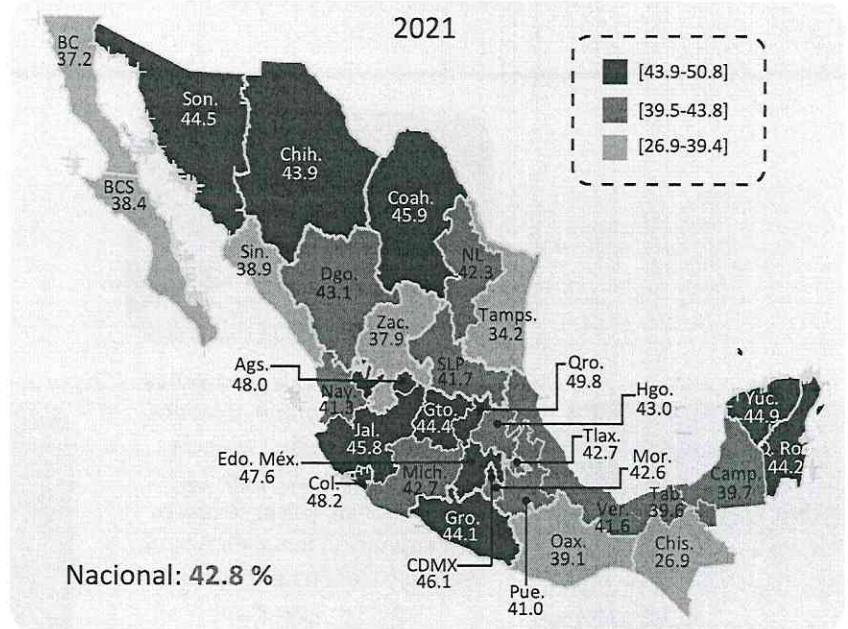 2021
[43.9-50.8]
[39.5-43.8]
[26.9-39.4]
BC
37.2
Son.
44.5
Chih.
43.9
Coah.
45.9
BCS
38.4
Sin.
38.9
Dgo.
43.1
NL
42.3
Zac.
37.9
Tamps.
34.2
Ags.
48.0
SLP
41.7
Qro.
49.8
Nay.
41.3
Gto.
44.4
Hgo.
43.0
Yuc.
44.9
Jal.
45.8
Tlax.
42.7
Q. Roo
44.2
Edo. Méx.
47.6
Mich.
42.7
Mor.
42.6
Camp.
39.7
Col.
48.2
Tab.
39.6
Ver.
41.6
Gro.
44.1
Oax.
39.1
Chis.
26.9
CDMX
46.1
Pue.
41.0
Nacional: 42.8 %